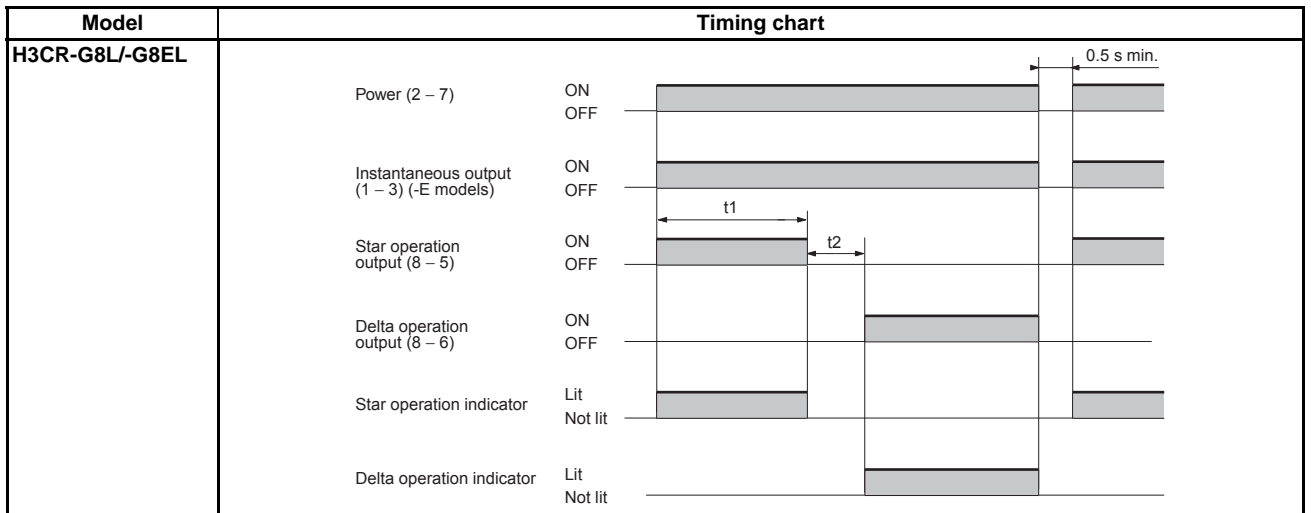 Model
Timing chart
H3CR-G8L/-G8EL
0.5 s min.
Power (2 – 7)
ON
OFF
Instantaneous output
(1 – 3) (-E models)
ON
OFF
t1
Star operation
output (8 – 5)
ON
OFF
t2
Delta operation
output (8 – 6)
ON
OFF
Star operation indicator
Lit
Not lit
Delta operation indicator
Lit
Not lit